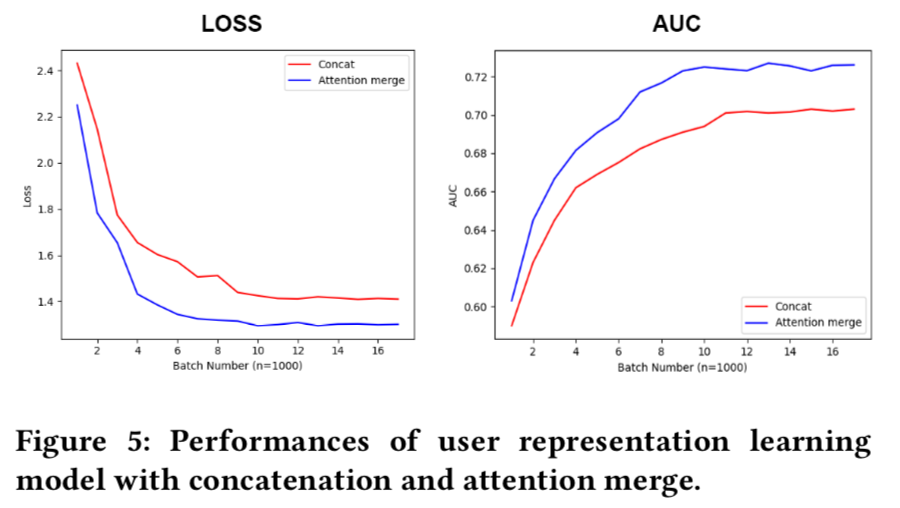 LOSS
2.4
2.2
2.0
1.8
1.6
1.4
Loss
2 4 6 8 10 12 14 16
Batch Number (n=1000)
Concat
Attention merge
AUC
0.72
0.70
0.68
0.66
0.64
0.62
0.60
AUC
2 4 6 8 10 12 14 16
Batch Number (n=1000)
Concat
Attention merge
Figure 5: Performances of user representation learning
model with concatenation and attention merge.